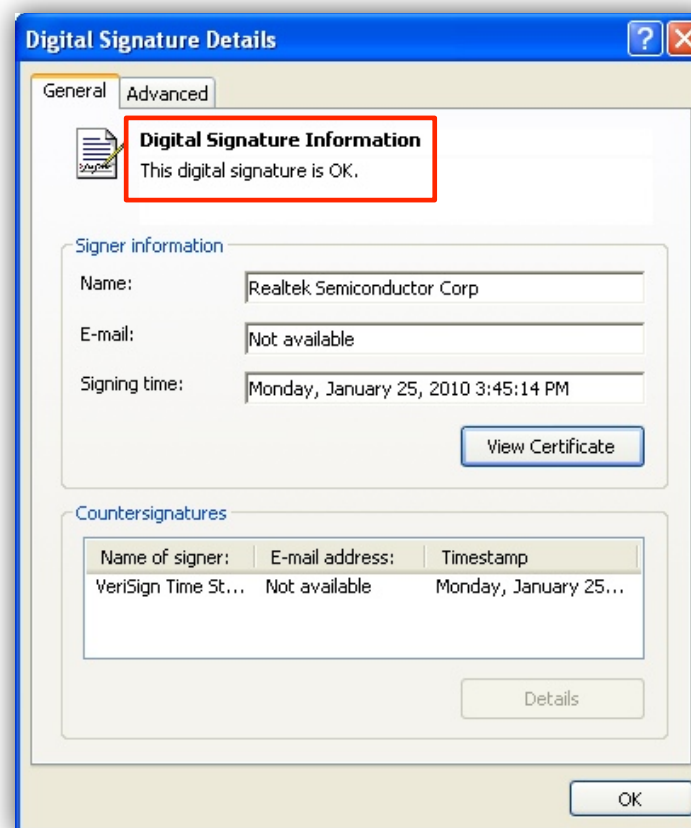 Digital Signature Details
General Advanced
Digital Signature Information
This digital signature is OK.
Signer information
Name: Realtek Semiconductor Corp
E-mail: Not available
Signing time: Monday, January 25, 2010 3:45:14 PM
View Certificate
Countersignatures
Name of signer: E-mail address: Timestamp
VeriSign Time St... Not available Monday, January 25...
Details
OK